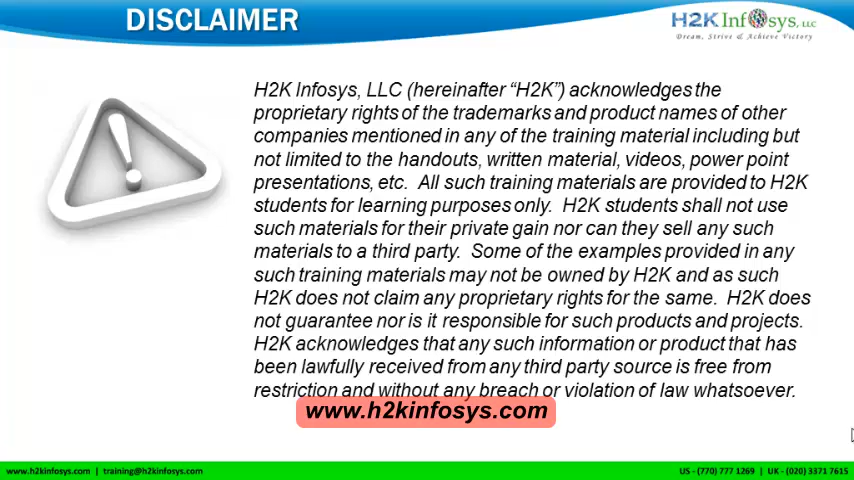 DISCLAIMER
H2K Infosys, LLC
Dream, Strive & Achieve Victory
H2K Infosys, LLC (hereinafter “H2K”) acknowledges the
proprietary rights of the trademarks and product names of other
companies mentioned in any of the training material including but
not limited to the handouts, written material, videos, power point
presentations, etc.  All such training materials are provided to H2K
students for learning purposes only.  H2K students shall not use
such materials for their private gain nor can they sell any such
materials to a third party.  Some of the examples provided in any
such training materials may not be owned by H2K and as such
H2K does not claim any proprietary rights for the same.  H2K does
not guarantee nor is it responsible for such products and projects.
H2K acknowledges that any such information or product that has
been lawfully received from any third party source is free from
restriction and without any breach or violation of law whatsoever.
www.h2kinfosys.com
www.h2kinfosys.com | training@h2kinfosys.com
US - (770) 777 1269 | UK - (020) 3371 7615